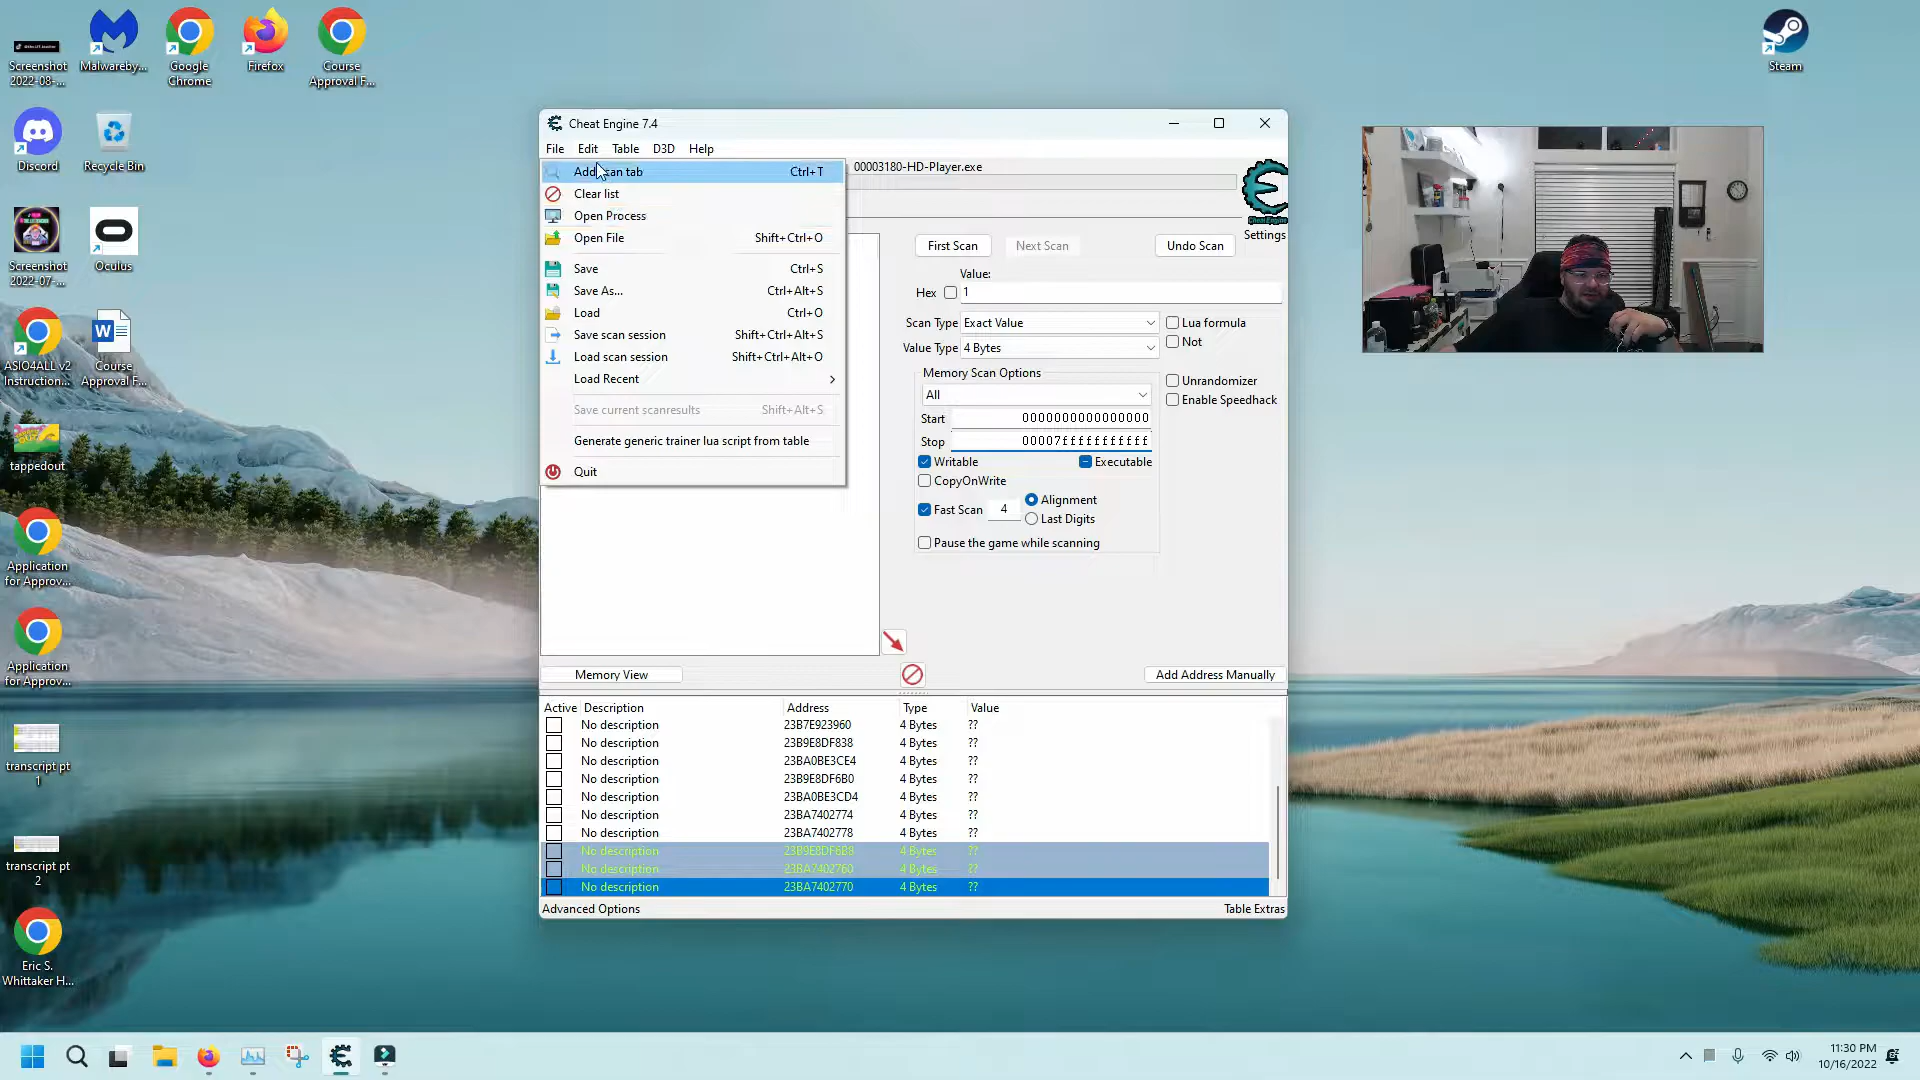 Screenshot
2022-08-...
Malwareby...
Google
Chrome
Firefox
Course
Approval F...
Steam
Discord
Recycle Bin
Screenshot
2022-07-...
Oculus
ASIO4ALL v2
Instruction...
Course
Approval F...
tappedout
Application
for Approv...
Application
for Approv...
transcript pt
1
transcript pt
2
Eric S.
Whittaker H...
Cheat Engine 7.4
File Edit Table D3D Help
00003180-HD-Player.exe
Settings
Add scan tab Ctrl+T
Clear list
Open Process
Open File Shift+Ctrl+O
Save Ctrl+S
Save As... Ctrl+Alt+S
Load Ctrl+O
Save scan session Shift+Ctrl+Alt+S
Load scan session Shift+Ctrl+Alt+O
Load Recent
Save current scanresults Shift+Alt+S
Generate generic trainer lua script from table
Quit
First Scan Next Scan Undo Scan
Value:
Hex 1
Scan Type Exact Value Lua formula
Not
Value Type 4 Bytes
Memory Scan Options
All
Unrandomizer
Enable Speedhack
Start 0000000000000000
Stop 00007fffffffffff
Writable Executable
CopyOnWrite
Fast Scan 4 Alignment
Last Digits
Pause the game while scanning
Memory View Add Address Manually
Active Description Address Type Value
No description 23B7E923960 4 Bytes ??
No description 23B9E8DF838 4 Bytes ??
No description 23BA0BE3CE4 4 Bytes ??
No description 23B9E8DF6B0 4 Bytes ??
No description 23BA0BE3CD4 4 Bytes ??
No description 23BA7402774 4 Bytes ??
No description 23BA7402778 4 Bytes ??
No description 23B9E8DF6B8 4 Bytes ??
No description 23BA7402760 4 Bytes ??
No description 23BA7402770 4 Bytes ??
Advanced Options Table Extras
11:30 PM
10/16/2022